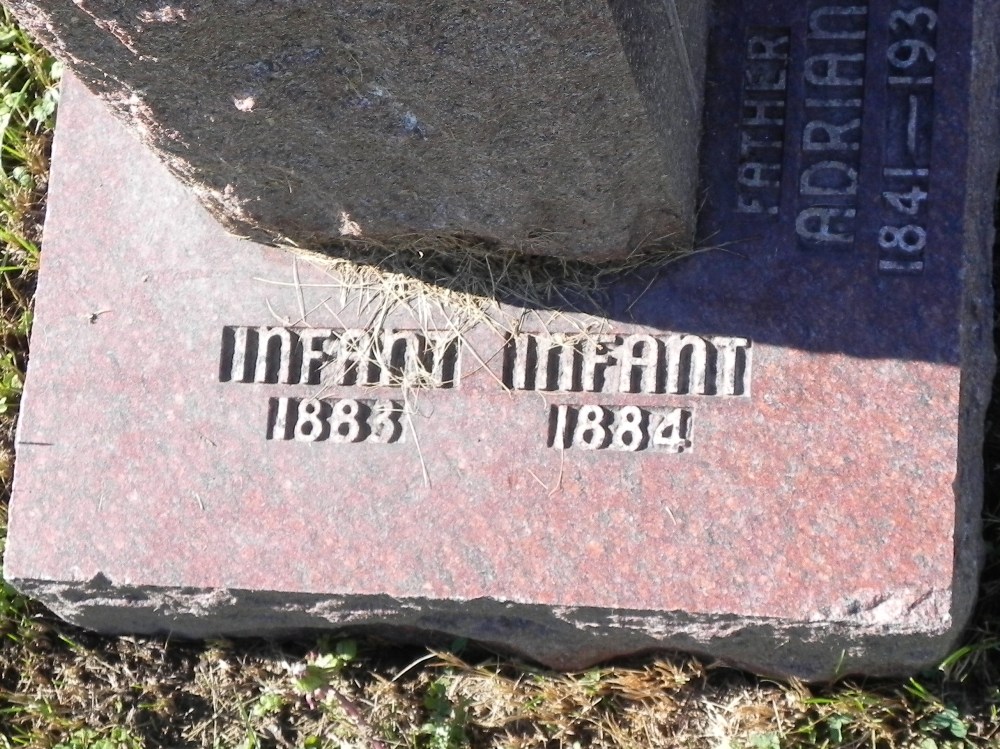 INFANT INFANT
1883 1884
FATHER
ADRIAN
1841-193